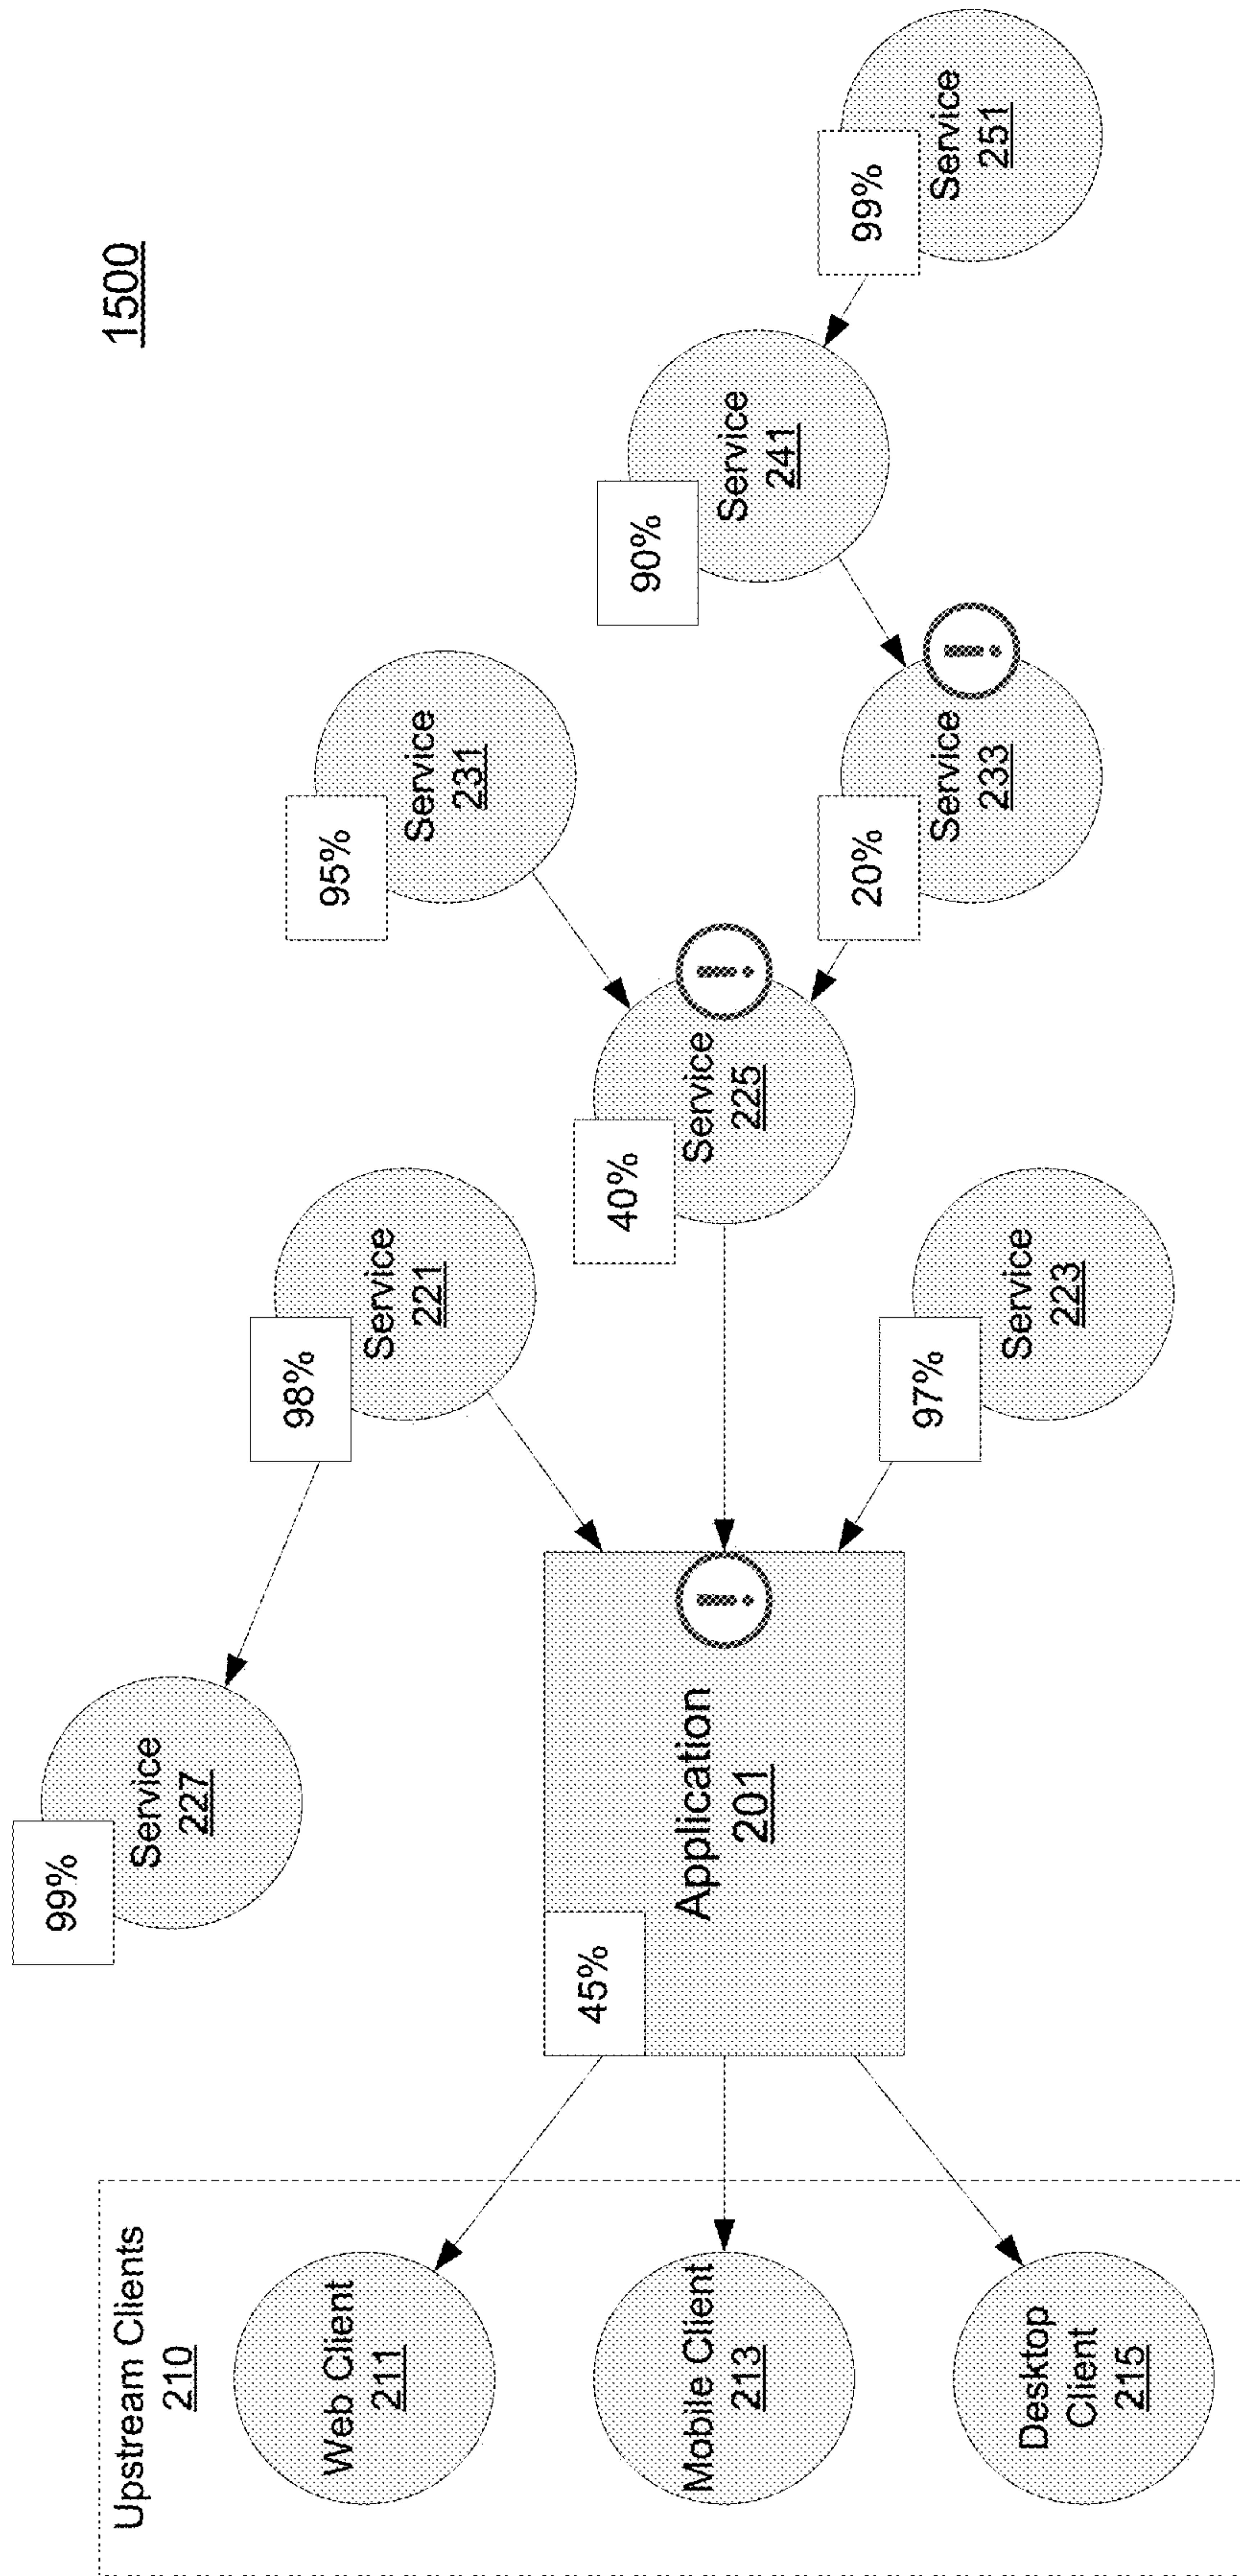 1500
Upstream Clients
210
Web Client
211
Mobile Client
213
Desktop
Client
215
45%
Application
201
i
99%
Service
227
98%
Service
221
97%
Service
223
40%
Service
225
i
95%
Service
231
20%
Service
233
i
90%
Service
241
99%
Service
251